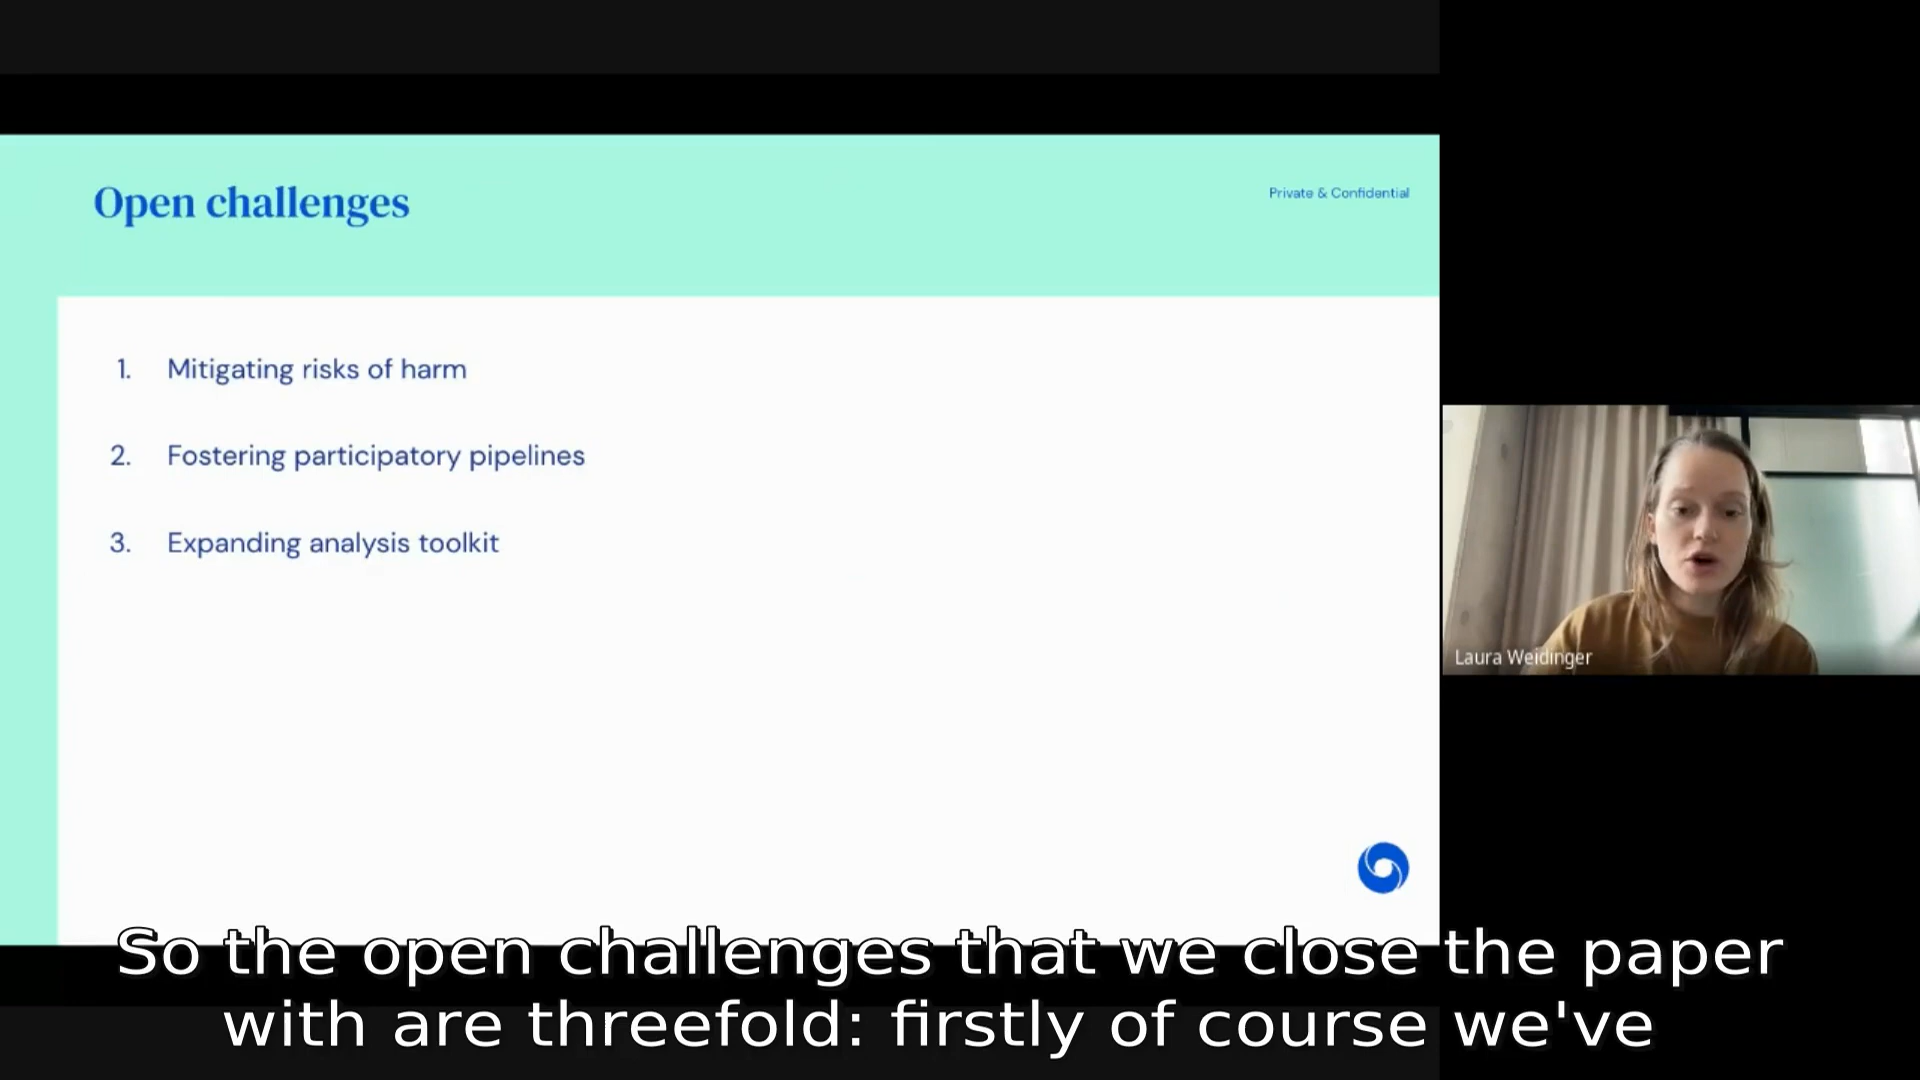 Open challenges
Private & Confidential
1. Mitigating risks of harm
2. Fostering participatory pipelines
3. Expanding analysis toolkit
Laura Weidinger
So the open challenges that we close the paper
with are threefold: firstly of course we've